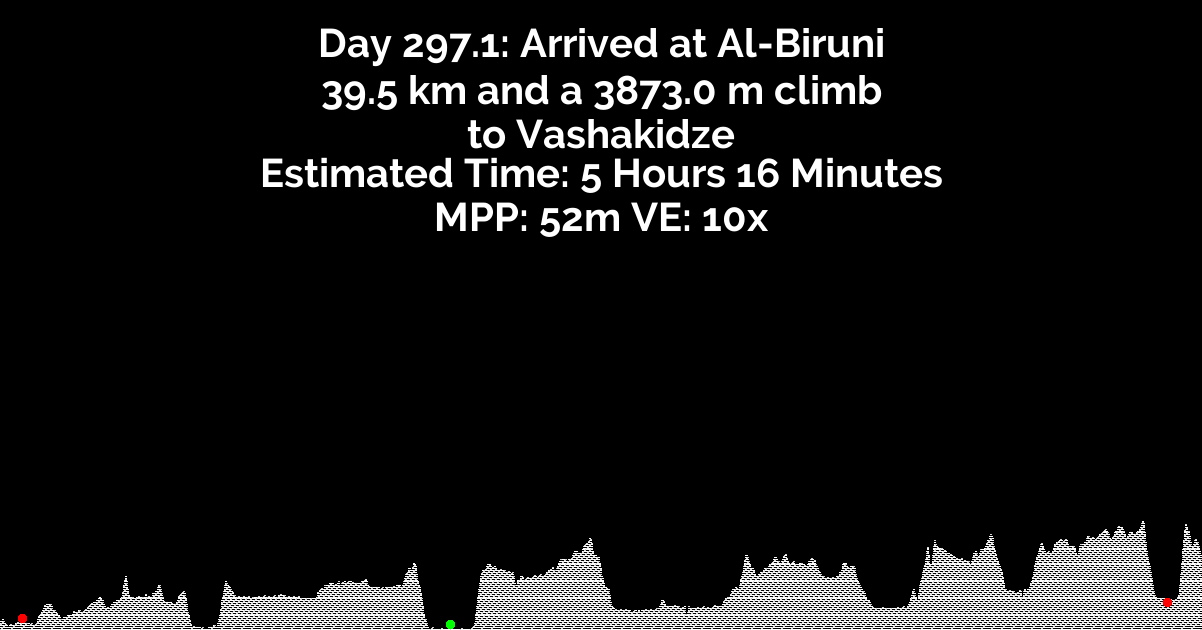 Day 297.1: Arrived at Al-Biruni
39.5 km and a 3873.0 m climb
to Vashakidze
Estimated Time: 5 Hours 16 Minutes
MPP: 52m VE: 10x